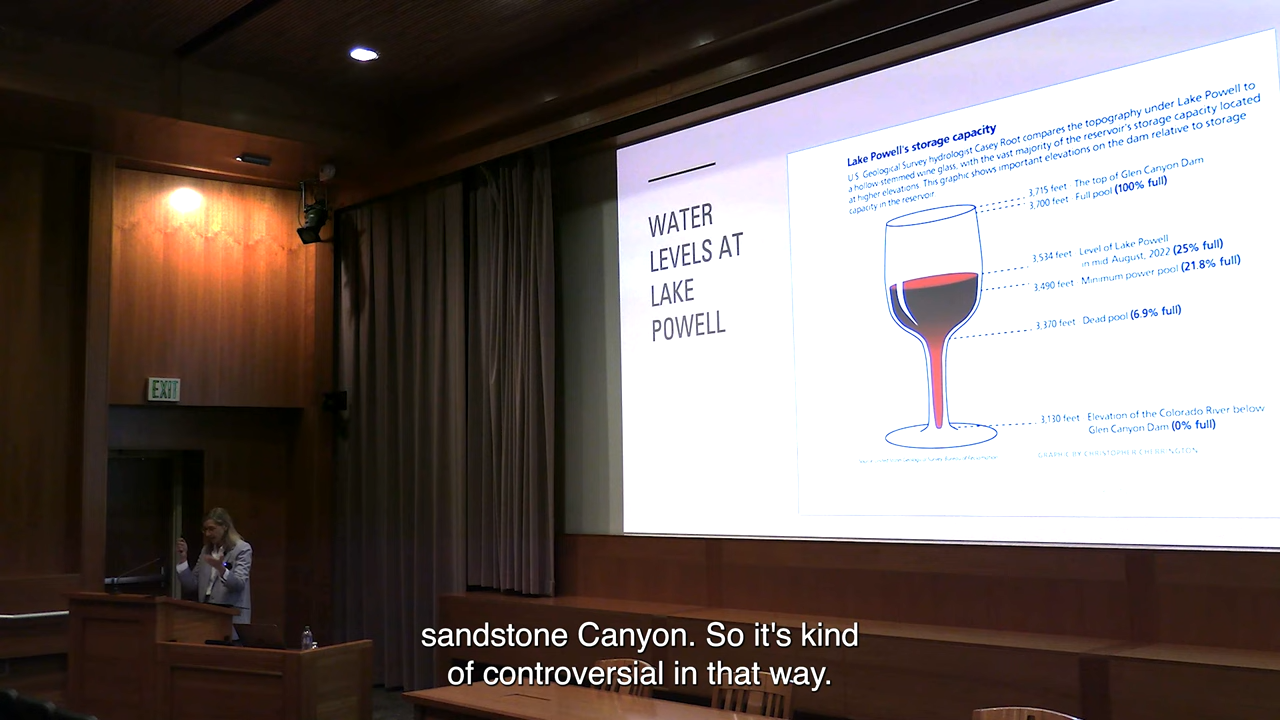 WATER
LEVELS AT
LAKE
POWELL
Lake Powell's storage capacity
U.S. Geological Survey hydrologist Casey Root compares the topography under Lake Powell to
a hollow-stemmed wine glass, with the vast majority of the reservoir's storage capacity located
at higher elevations. This graphic shows important elevations on the dam relative to storage
capacity in the reservoir.
3,715 feet The top of Glen Canyon Dam
3,700 feet Full pool (100% full)
3,534 feet Level of Lake Powell
in mid August, 2022 (25% full)
3,490 feet Minimum power pool (21.8% full)
3,370 feet Dead pool (6.9% full)
3,130 feet Elevation of the Colorado River below
Glen Canyon Dam (0% full)
GRAPHIC BY CHRISTOPHER CHERRINGTON
EXIT
sandstone Canyon. So it's kind
of controversial in that way.